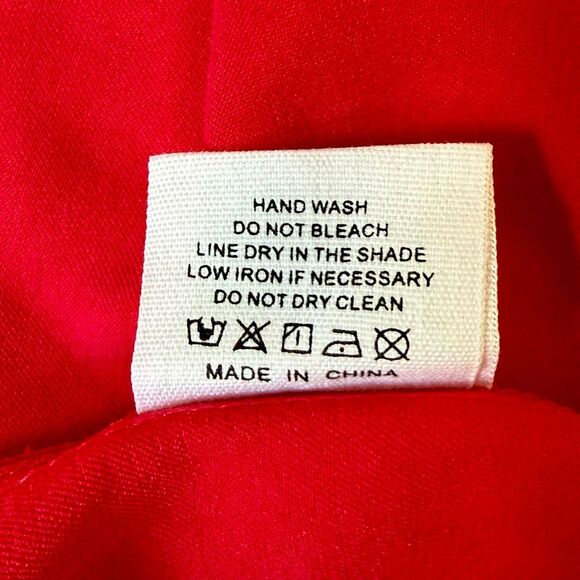 HAND WASH
DO NOT BLEACH
LINE DRY IN THE SHADE
LOW IRON IF NECESSARY
DO NOT DRY CLEAN
MADE IN CHINA